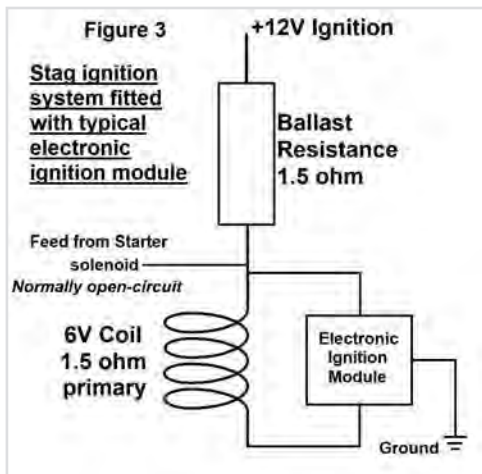 Figure 3
+12V Ignition
Stag ignition
system fitted
with typical
electronic
ignition module
Ballast
Resistance
1.5 ohm
Feed from Starter
solenoid
Normally open-circuit
6V Coil
1.5 ohm
primary
Electronic
Ignition
Module
Ground